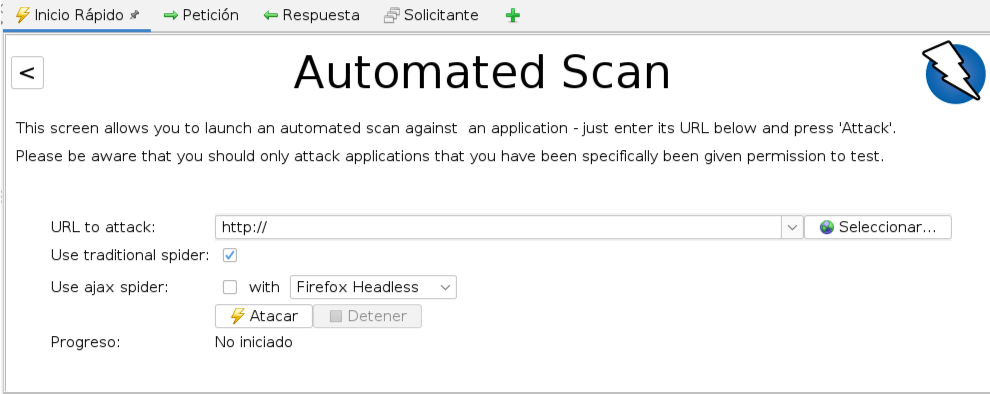 Inicio Rápido Petición Respuesta Solicitante
< Automated Scan
This screen allows you to launch an automated scan against  an application - just enter its URL below and press 'Attack'.
Please be aware that you should only attack applications that you have been specifically been given permission to test.
URL to attack: http:// Seleccionar...
Use traditional spider:
Use ajax spider: with Firefox Headless
Atacar Detener
Progreso: No iniciado